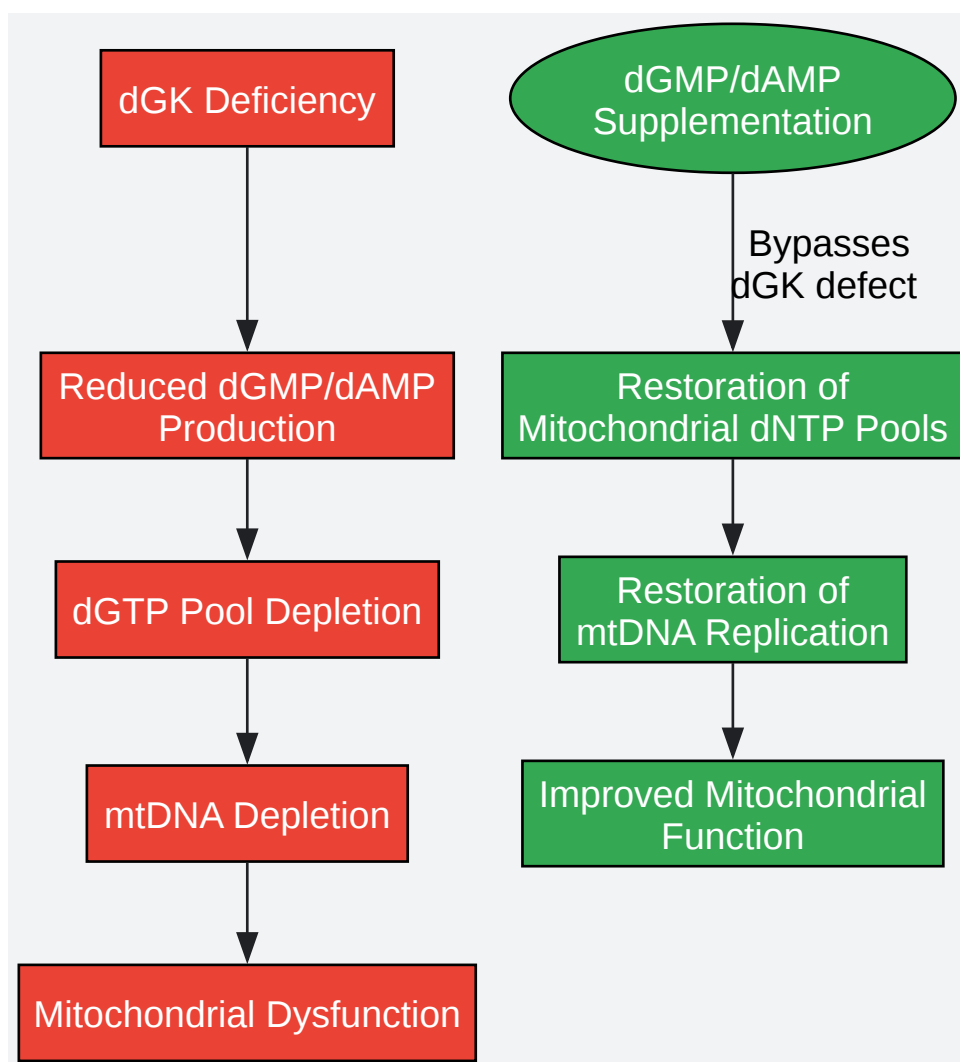 dGK Deficiency
Reduced dGMP/dAMP
Production
dGTP Pool Depletion
mtDNA Depletion
Mitochondrial Dysfunction
dGMP/dAMP
Supplementation
Bypasses
dGK defect
Restoration of
Mitochondrial dNTP Pools
Restoration of
mtDNA Replication
Improved Mitochondrial
Function